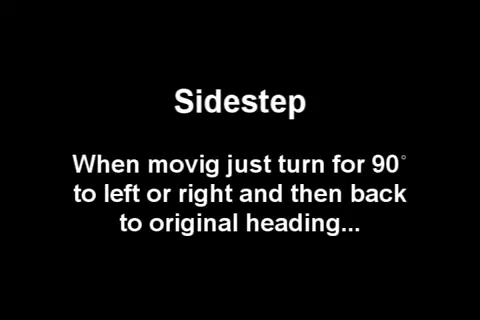 Sidestep
When movig just turn for 90°
to left or right and then back
to original heading...